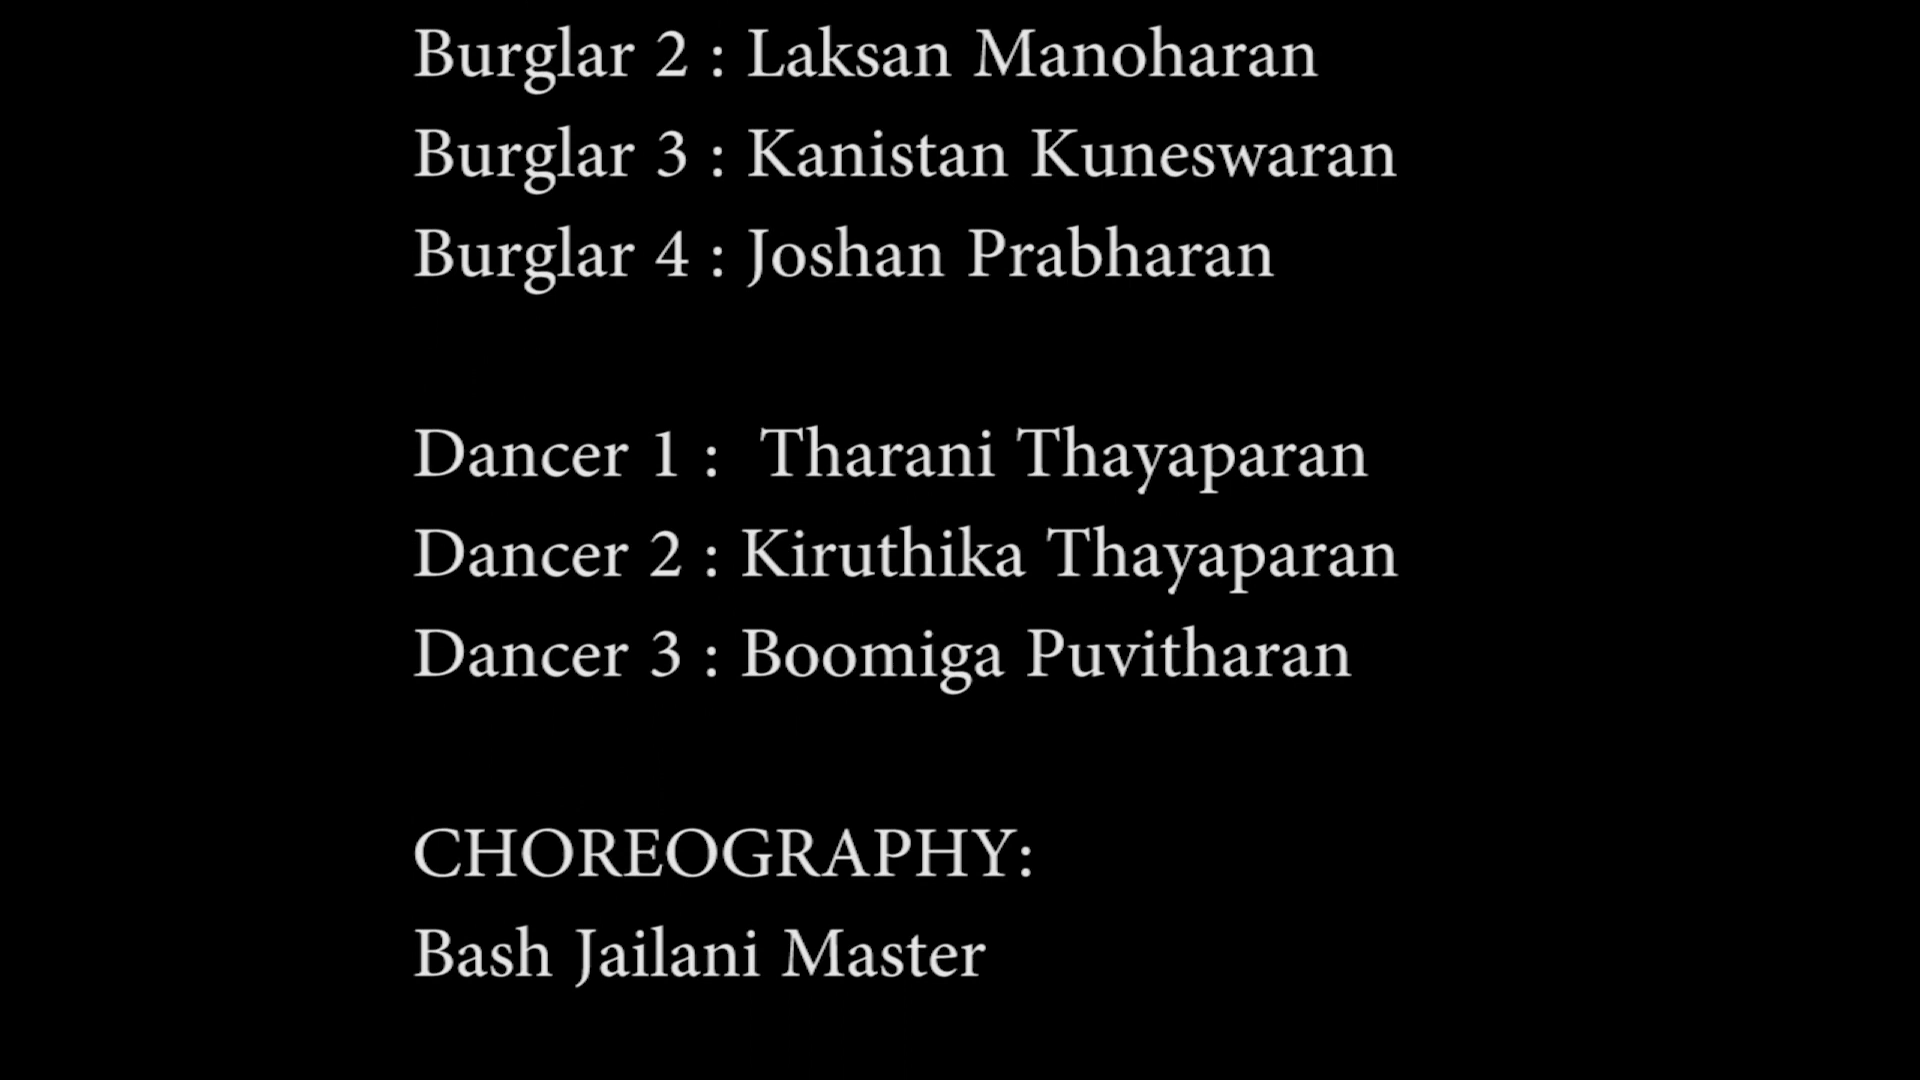 Burglar 2 : Laksan Manoharan
Burglar 3 : Kanistan Kuneswaran
Burglar 4 : Joshan Prabharan
Dancer 1 :  Tharani Thayaparan
Dancer 2 : Kiruthika Thayaparan
Dancer 3 : Boomiga Puvitharan
CHOREOGRAPHY:
Bash Jailani Master